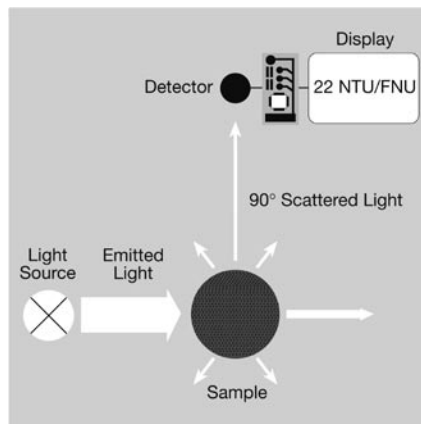 Display
Detector
22 NTU/FNU
90° Scattered Light
Light
Source
Emitted
Light
Sample